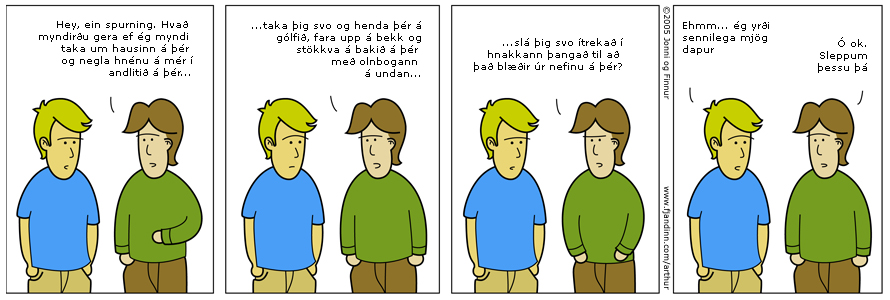 Hey, ein spurning. Hvað
myndirðu gera ef ég myndi
taka um hausinn á þér
og negla hnénu á mér í
andlitið á þér...
...taka þig svo og henda þér á
gólfið, fara upp á bekk og
stökkva á bakið á þér
með olnbogann
á undan...
...slá þig svo ítrekað í
hnakkann þangað til að
það blæðir úr nefinu á þér?
©2005 Jonni og Finnur
www.fjandinn.com/arthur
Ehmm... ég yrði
sennilega mjög
dapur
Ó ok.
Sleppum
þessu þá